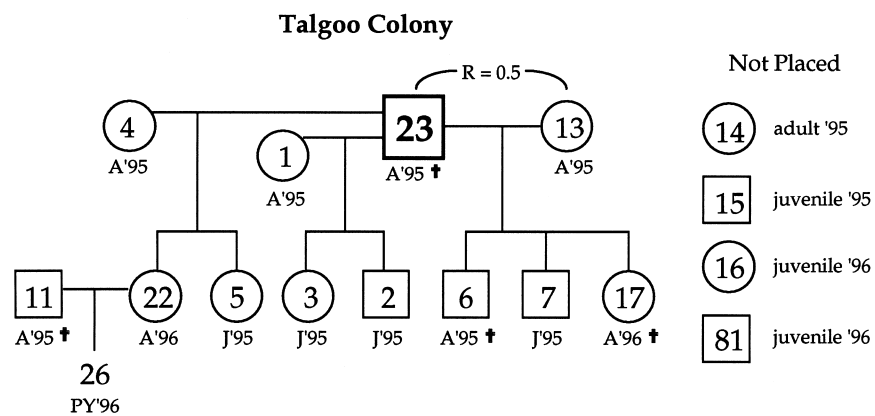 Talgoo Colony
R = 0.5
Not Placed
4
23
13
14 adult '95
1
A'95
A'95 ✝
A'95
A'95
15 juvenile '95
16 juvenile '96
11
22
5
3
2
6
7
17
A'95 ✝
A'96
J'95
J'95
J'95
A'95 ✝
J'95
A'96 ✝
81 juvenile '96
26
PY'96